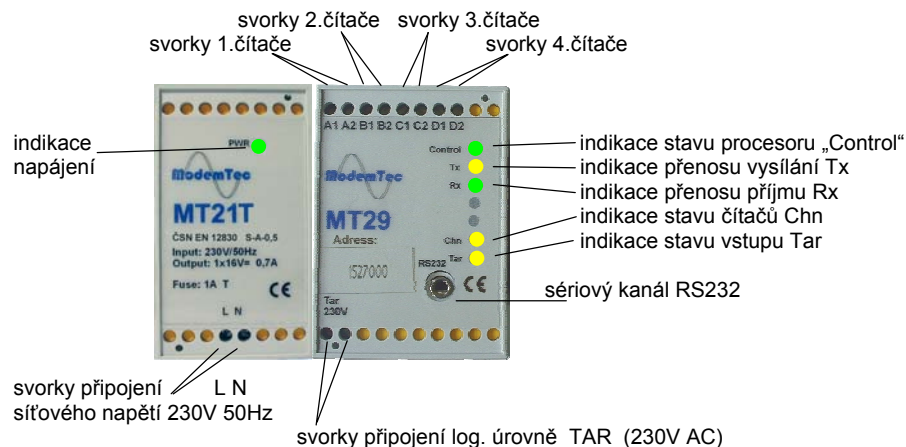 svorky 2.čítače
svorky 3.čítače
svorky 1.čítače
svorky 4.čítače
indikace
napájení
PWR
ModemTec
MT21T
ČSN EN 12830 S-A-0,5
Input: 230V/50Hz
Output: 1x16V= 0,7A
Fuse: 1A T
CE
L N
svorky připojení L N
síťového napětí 230V 50Hz
A1 A2 B1 B2 C1 C2 D1 D2
Control
Tx
Rx
ModemTec
MT29
Adress:
1527000
Chn
Tar
RS232
CE
Tar
230V
indikace stavu procesoru „Control“
indikace přenosu vysílání Tx
indikace přenosu příjmu Rx
indikace stavu čítačů Chn
indikace stavu vstupu Tar
sériový kanál RS232
svorky připojení log. úrovně TAR (230V AC)